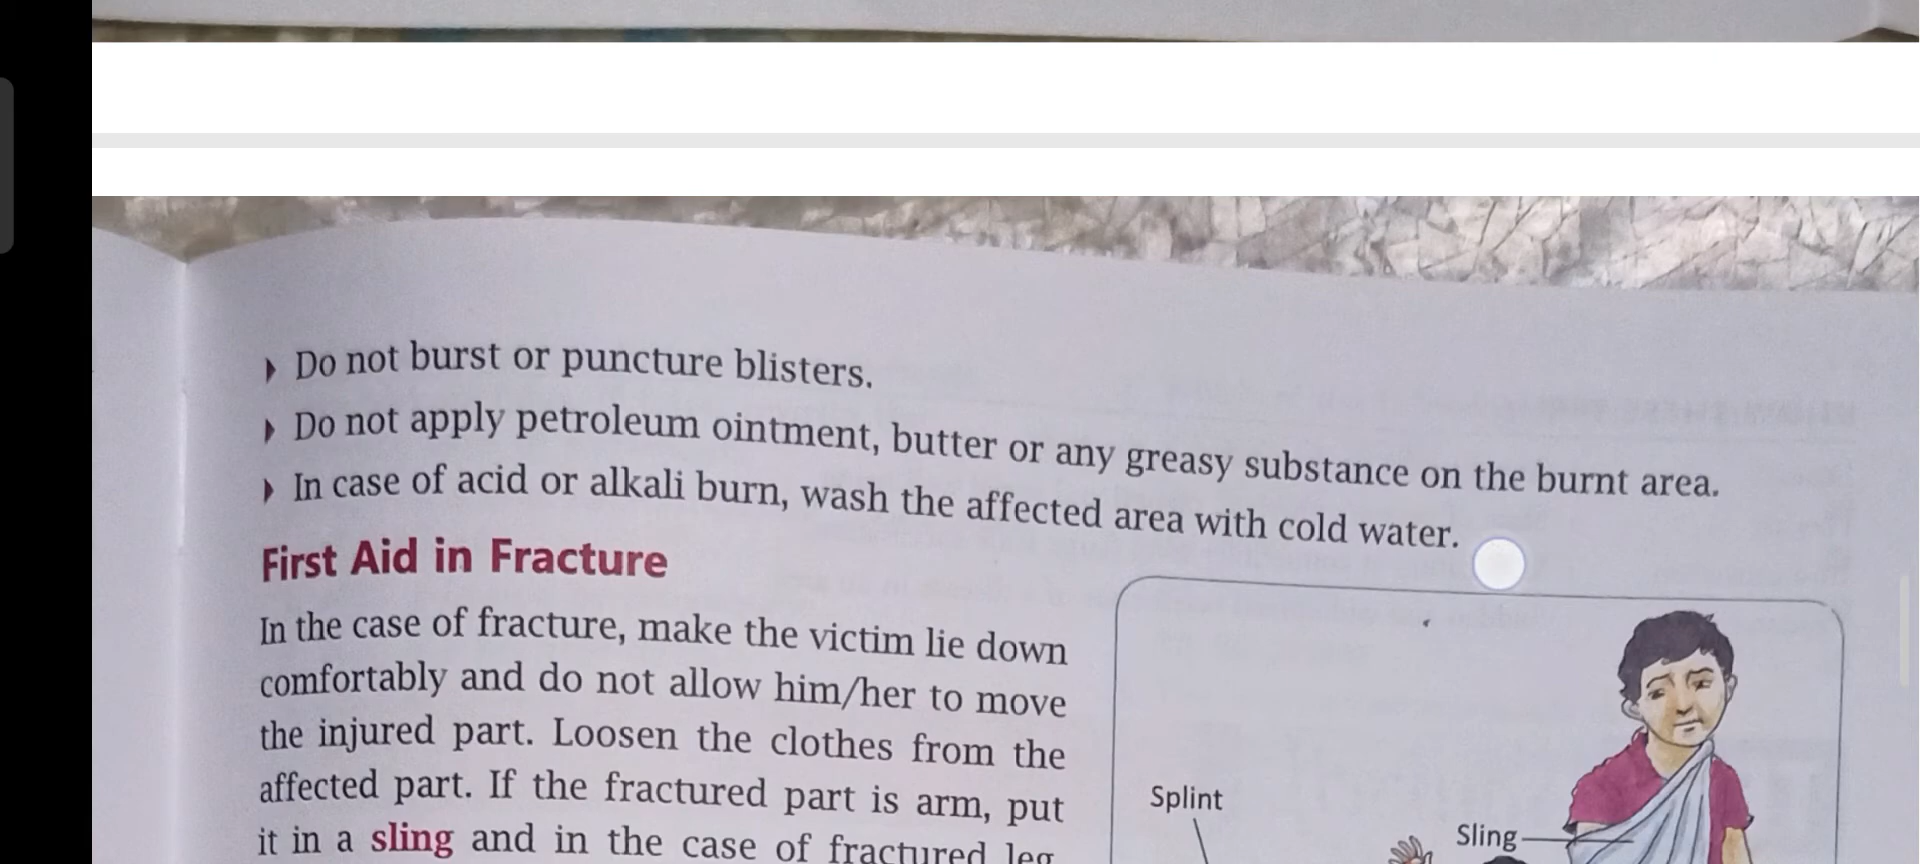 Do not burst or puncture blisters.
Do not apply petroleum ointment, butter or any greasy substance on the burnt area.
In case of acid or alkali burn, wash the affected area with cold water.
First Aid in Fracture
In the case of fracture, make the victim lie down
comfortably and do not allow him/her to move
the injured part. Loosen the clothes from the
affected part. If the fractured part is arm, put
it in a sling and in the case of fractured leg
Splint
Sling